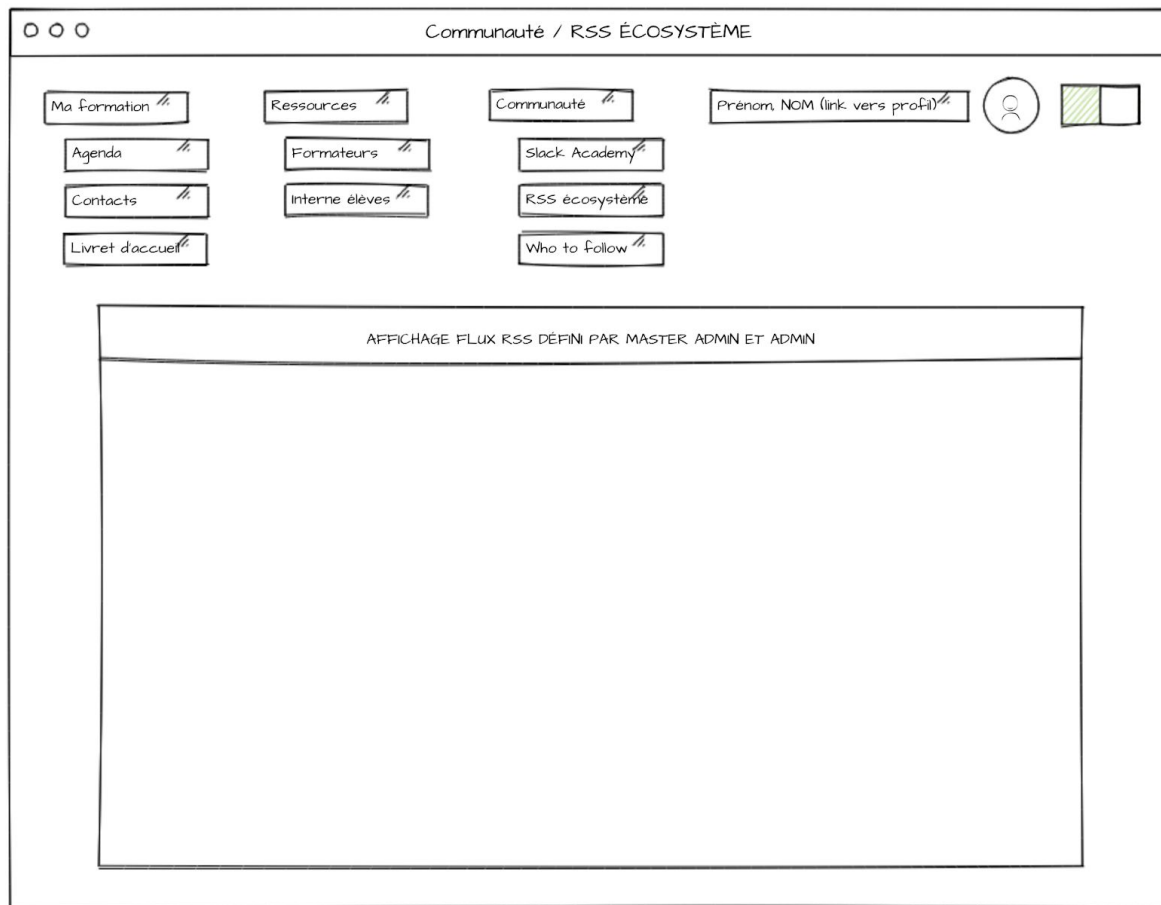 Communauté / RSS ÉCOSYSTÈME
Ma formation
Ressources
Communauté
Prénom, NOM (link vers profil)
Agenda
Formateurs
Slack Academy
Contacts
Interne élèves
RSS écosystème
Livret d'accueil
Who to follow
AFFICHAGE FLUX RSS DÉFINI PAR MASTER ADMIN ET ADMIN